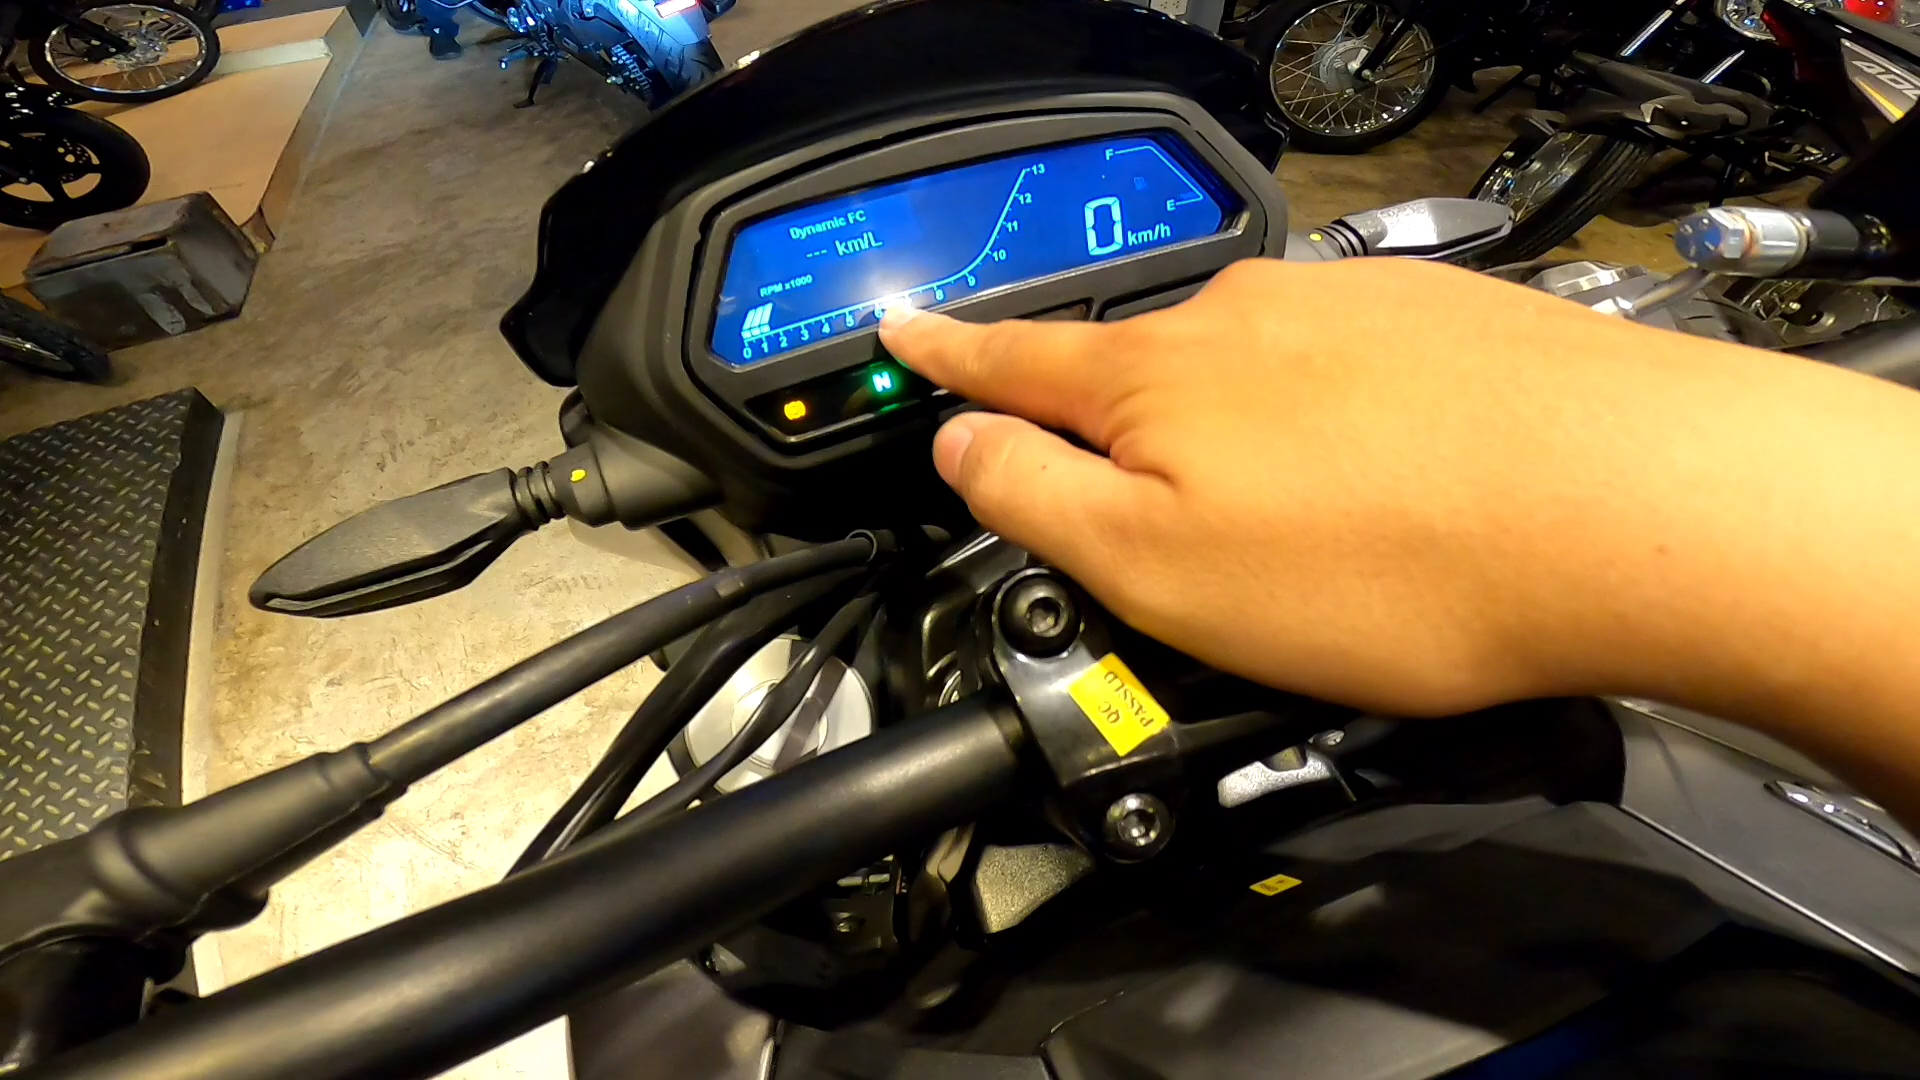 Dynamic FC
--- km/L
RPM x1000
0 1 2 3 4 5 6 8 9 10 11 12 13
F
E
0 km/h
N
QC
PASSED
400